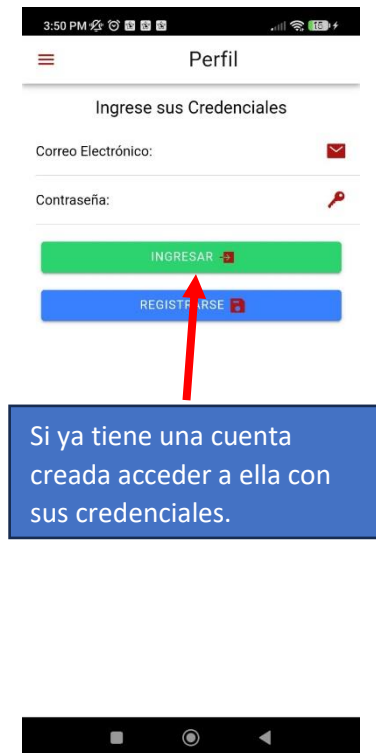 3:50 PM
16
Perfil
Ingrese sus Credenciales
Correo Electrónico:
Contraseña:
INGRESAR
REGISTRARSE
Si ya tiene una cuenta
creada acceder a ella con
sus credenciales.